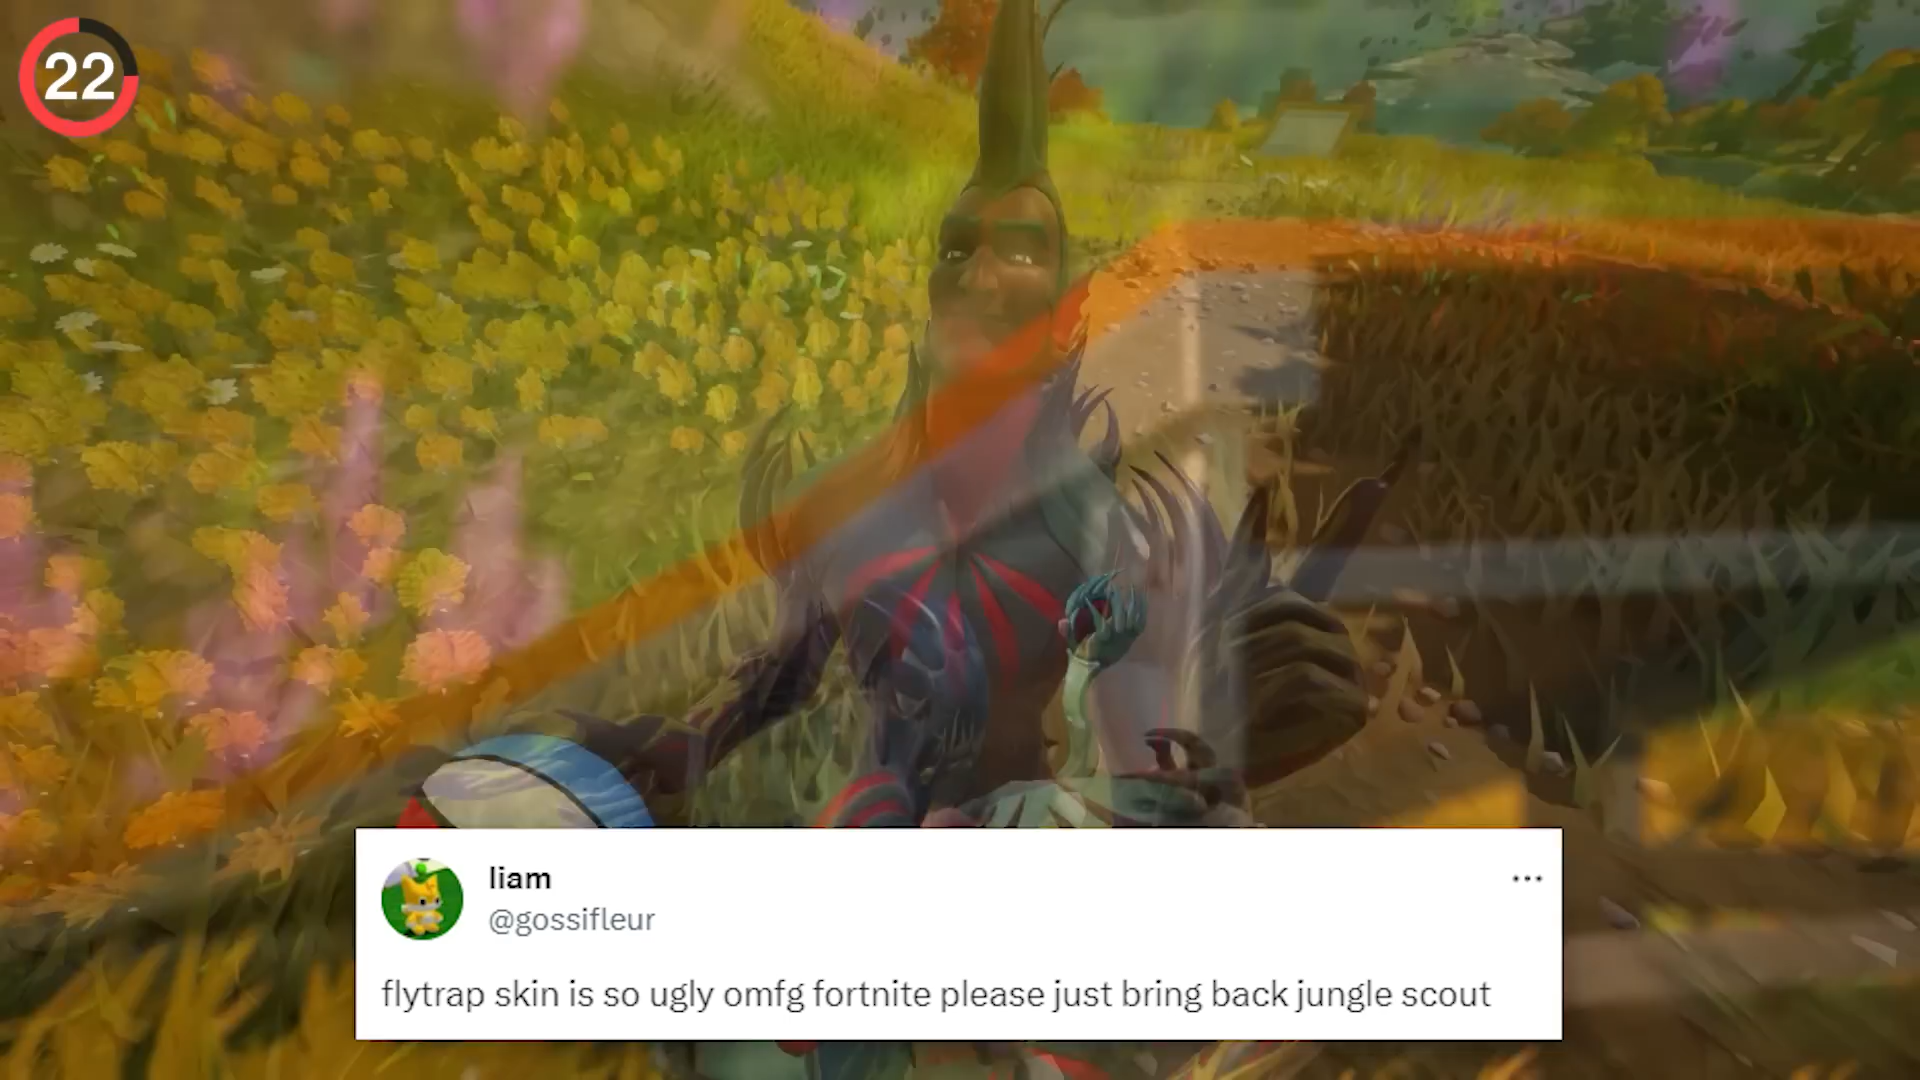 22
liam
@gossifleur
flytrap skin is so ugly omfg fortnite please just bring back jungle scout